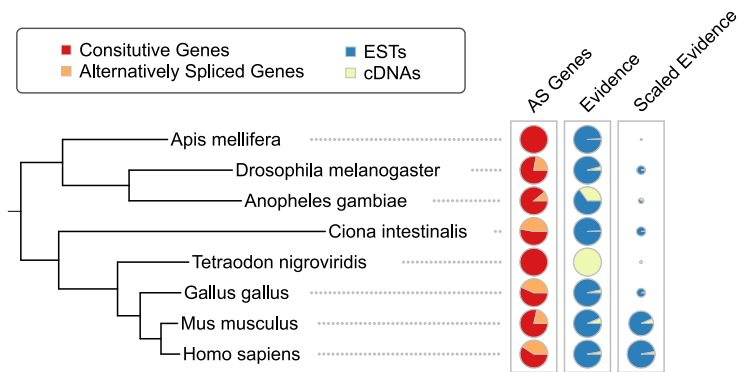 Consitutive Genes
Alternatively Spliced Genes
ESTs
cDNAs
AS Genes
Evidence
Scaled Evidence
Apis mellifera
Drosophila melanogaster
Anopheles gambiae
Ciona intestinalis
Tetraodon nigroviridis
Gallus gallus
Mus musculus
Homo sapiens